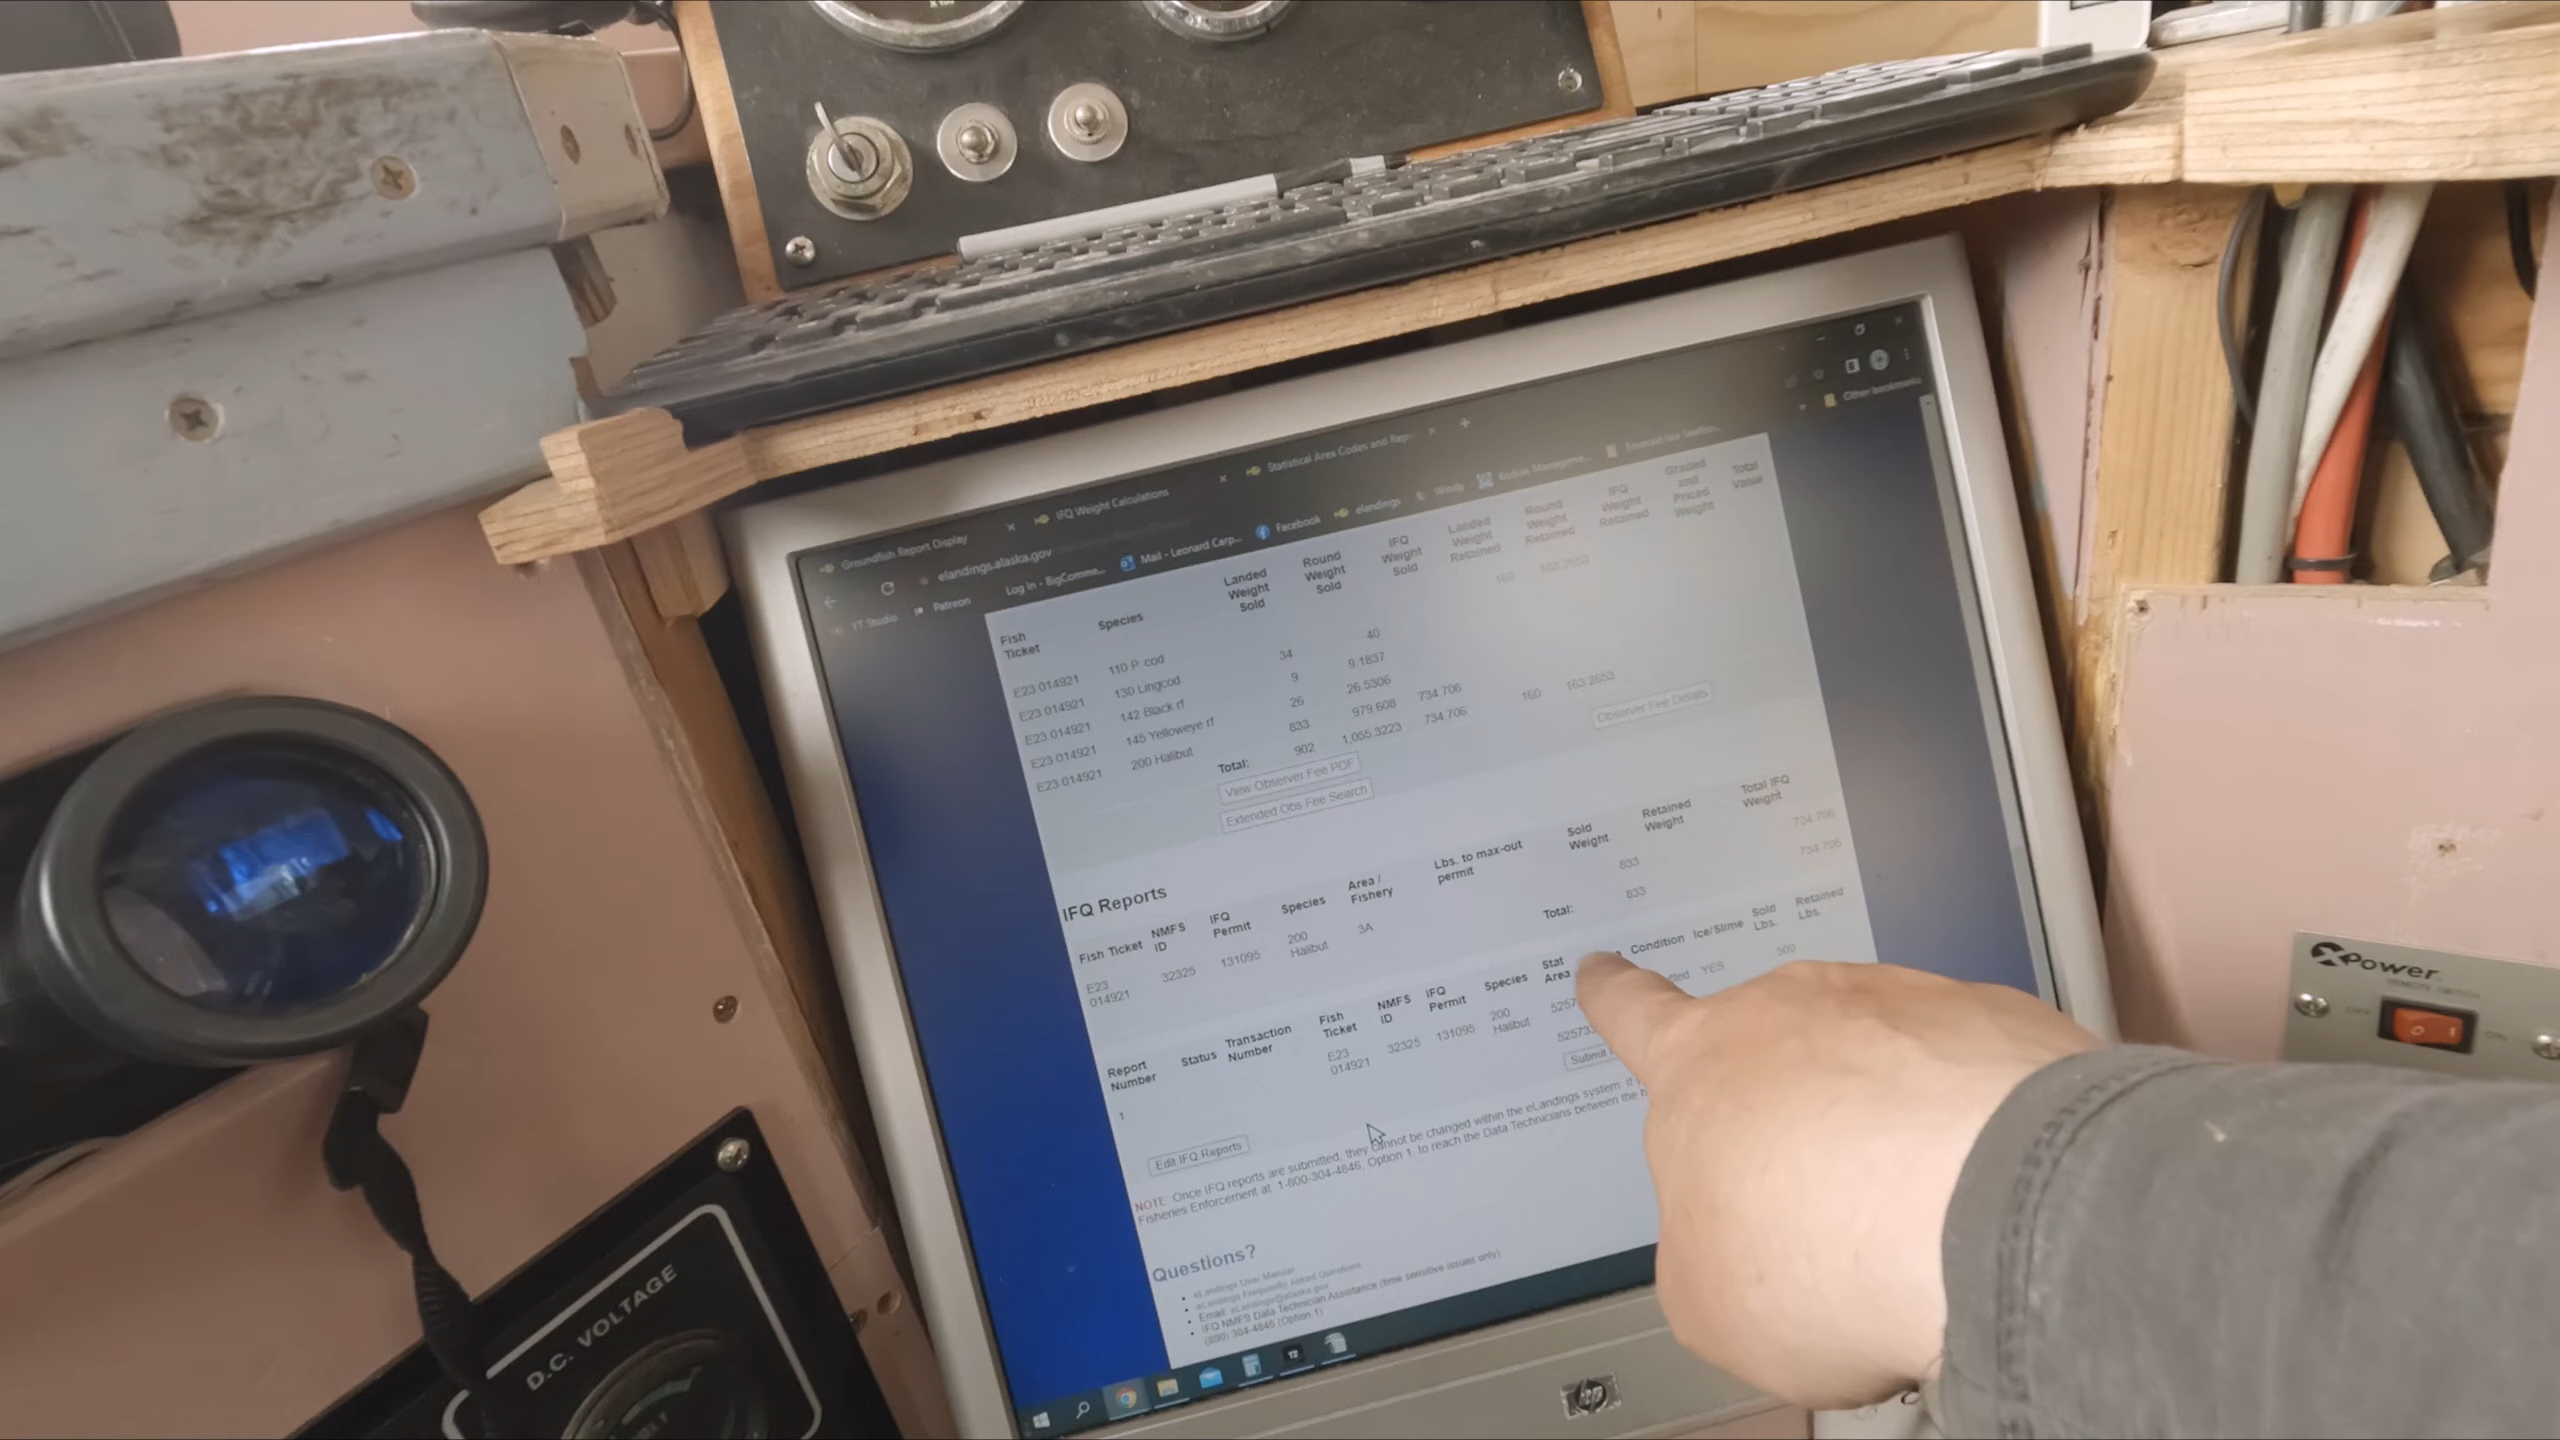 Groundfish Report Display
IFQ Weight Calculations
Statistical Area Codes and Rep
elandings.alaska.gov
Other bookmarks
YT Studio
Patreon
Log In - BigComme...
Mail - Leonard Carp...
Facebook
elandings
Windy
Kodiak Manageme...
Fish Ticket Species Landed Weight Sold Round Weight Sold IFQ Weight Sold Landed Weight Retained Round Weight Retained IFQ Weight Retained Graded and Priced Weight Total Value
E23 014921 110 P. cod 160 163.2653
E23 014921 130 Lingcod 34 40
E23 014921 142 Black rf 9 9.1837
E23 014921 145 Yelloweye rf 26 26.5306
E23 014921 200 Halibut 833 979.608 734.706
Total: 902 1,055.3223 734.706 160 163.2653
View Observer Fee PDF
Observer Fee Details
Extended Obs Fee Search
IFQ Reports
Fish Ticket NMFS ID IFQ Permit Species Area / Fishery Lbs. to max-out permit Sold Weight Retained Weight Total IFQ Weight
E23 014921 32325 131095 200 Halibut 3A 833 734.706
Total: 833 734.706
Report Number Status Transaction Number Fish Ticket NMFS ID IFQ Permit Species Stat Area Condition Ice/Slime Sold Lbs. Retained Lbs.
1 E23 014921 32325 131095 200 Halibut 5257 YES 500
52573
Edit IFQ Reports
Submit
NOTE: Once IFQ reports are submitted, they cannot be changed within the eLandings system. If
Fisheries Enforcement at: 1-800-304-4846, Option 1, to reach the Data Technicians between the h
Questions?
eLandings User Manual
eLandings Frequently Asked Questions
Email: eLandings@alaska.gov
IFQ NMFS Data Technician Assistance (time sensitive issues only)
(800) 304-4846 (Option 1)
hp
D.C. VOLTAGE
XPower
REMOTE SWITCH
OFF
ON